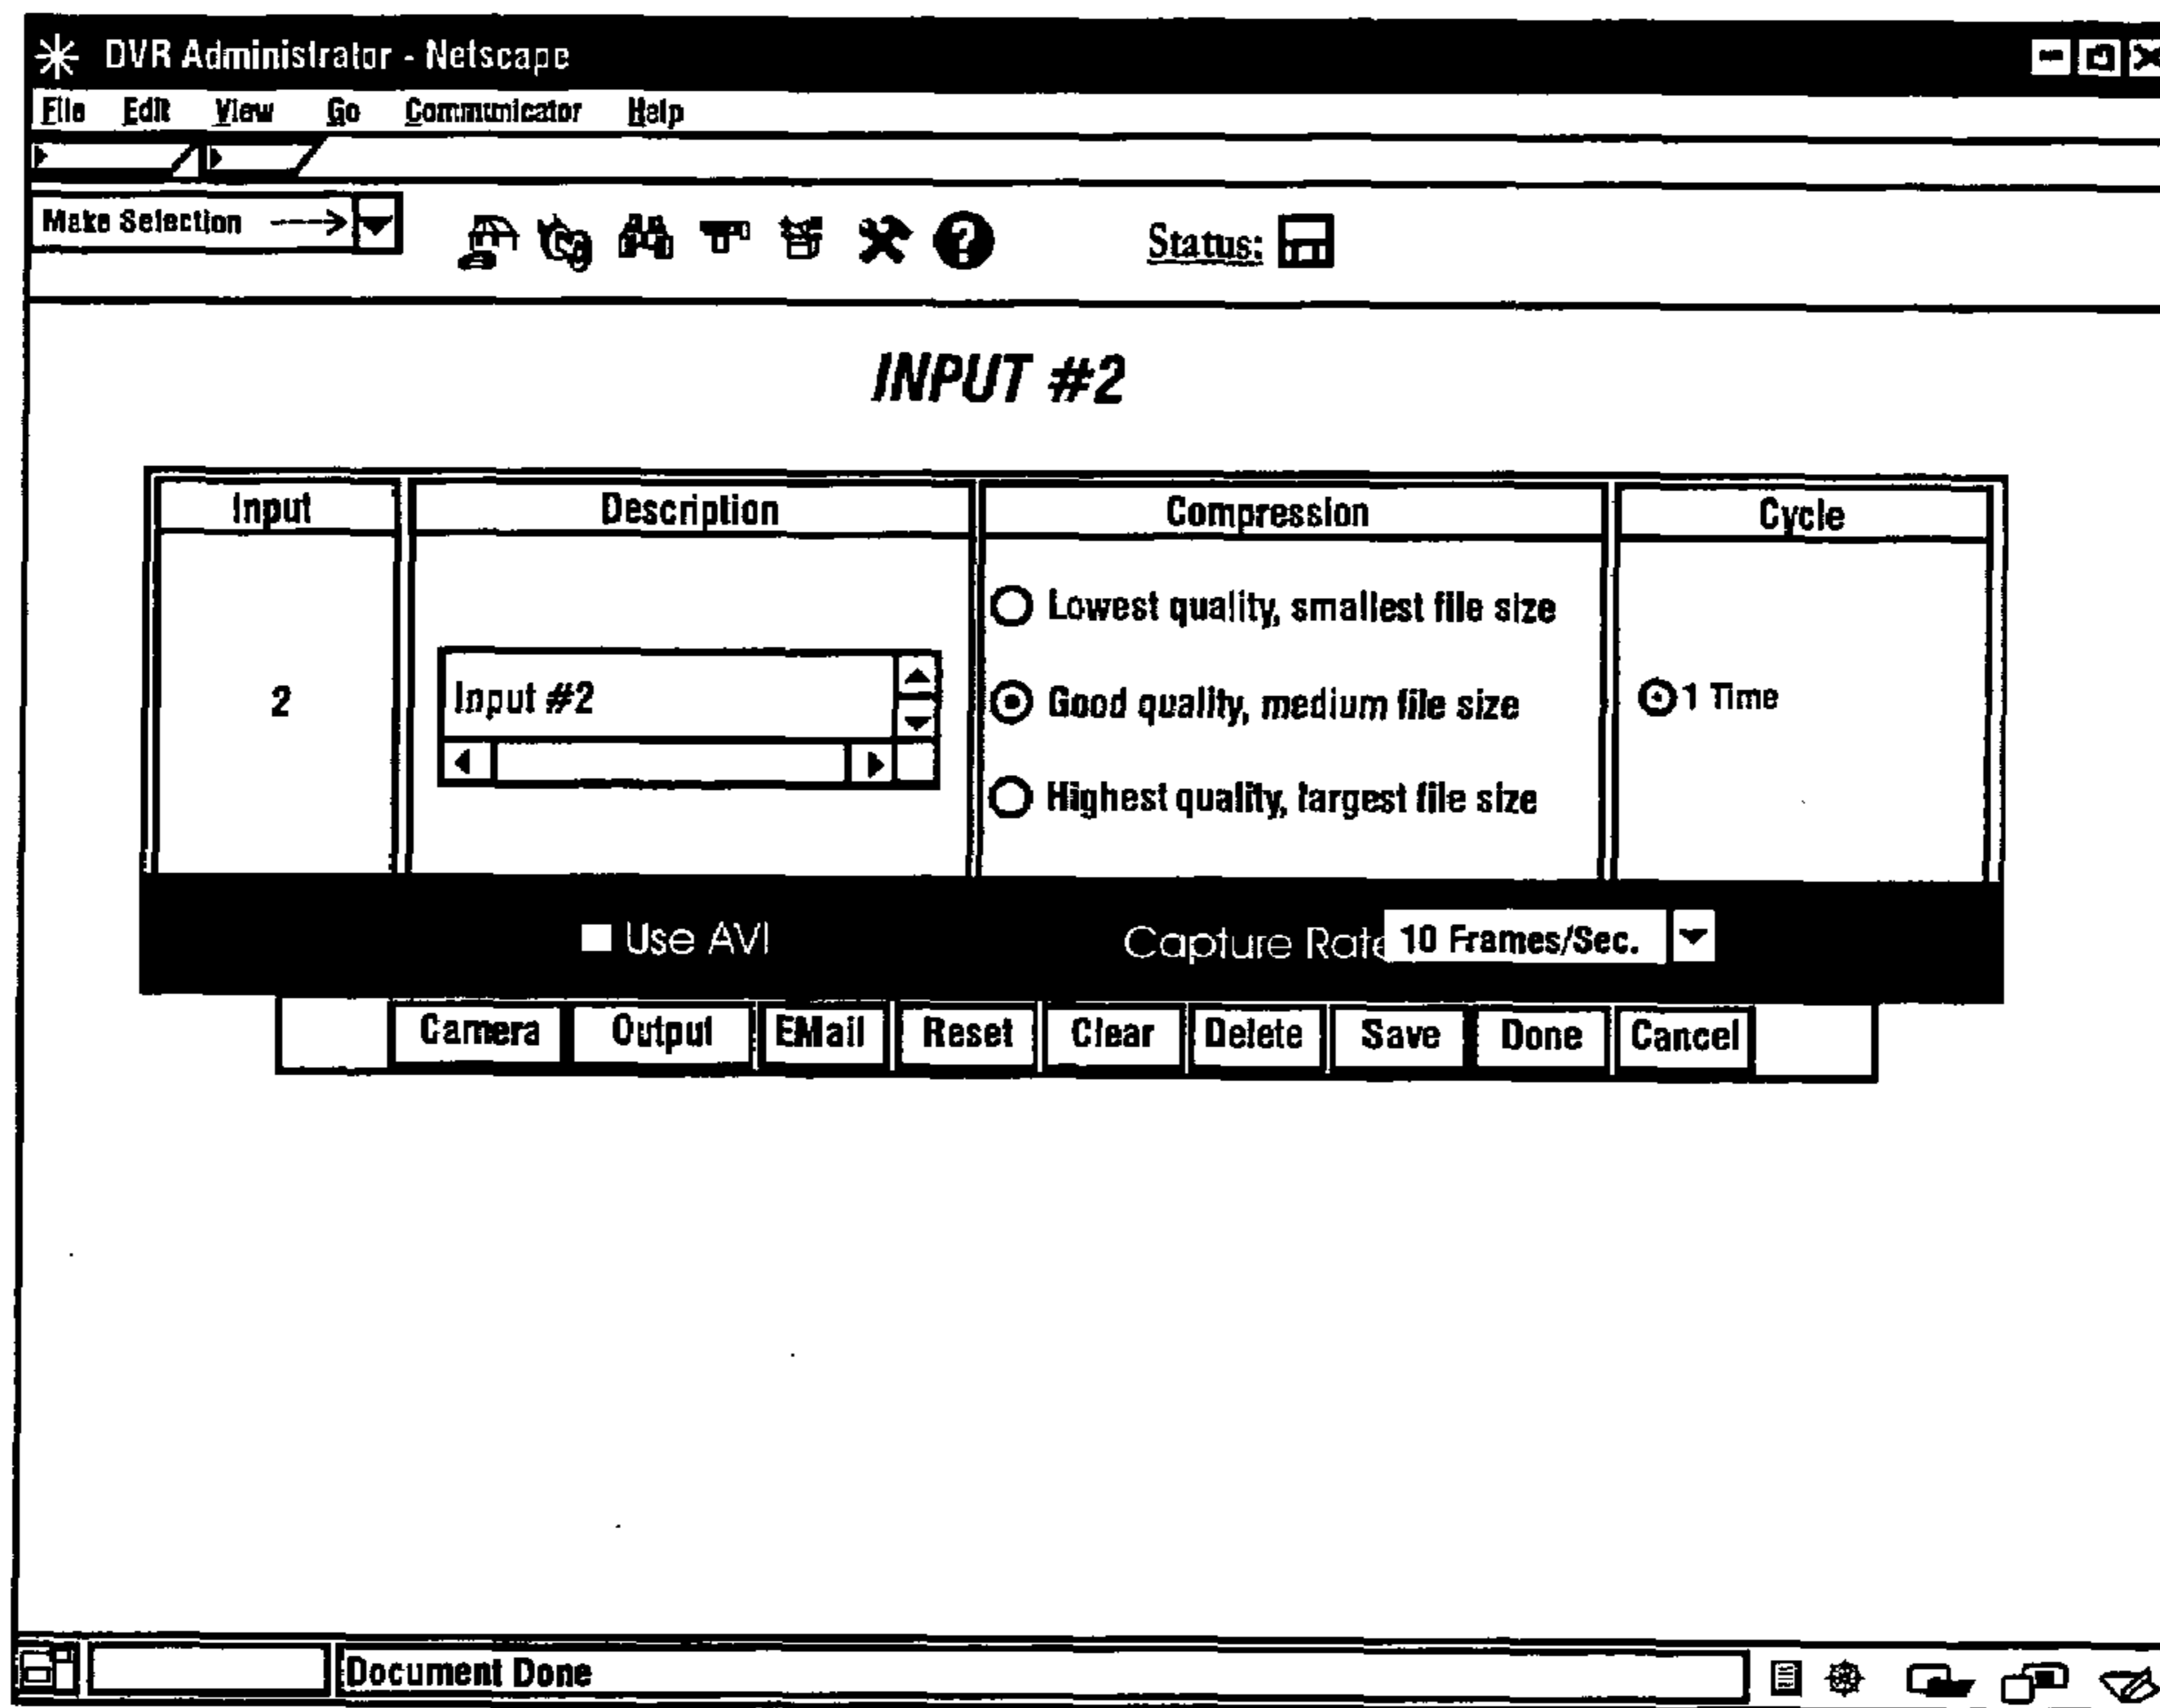 DVR Administrator - Netscape
File Edit View Go Communicator Help
Make Selection Status:
INPUT #2
Input Description Compression Cycle
Lowest quality, smallest file size
2 Input #2 Good quality, medium file size 1 Time
Highest quality, largest file size
Use AVI Capture Rate 10 Frames/Sec.
Camera Output EMail Reset Clear Delete Save Done Cancel
Document Done